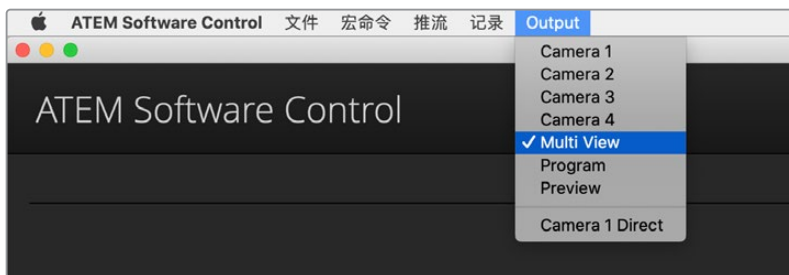 ATEM Software Control 文件 宏命令 推流 记录 Output
Camera 1
Camera 2
Camera 3
Camera 4
✓ Multi View
Program
Preview
Camera 1 Direct
ATEM Software Control